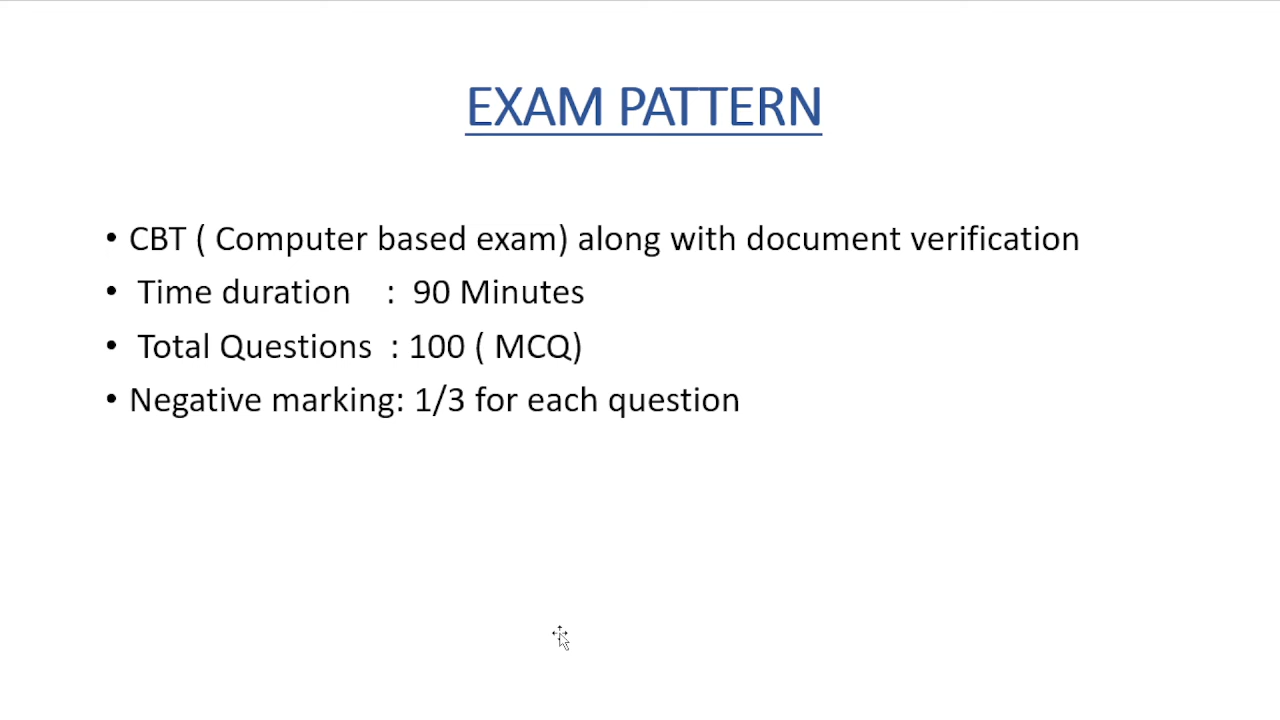 EXAM PATTERN
• CBT ( Computer based exam) along with document verification
• Time duration : 90 Minutes
• Total Questions : 100 ( MCQ)
• Negative marking: 1/3 for each question